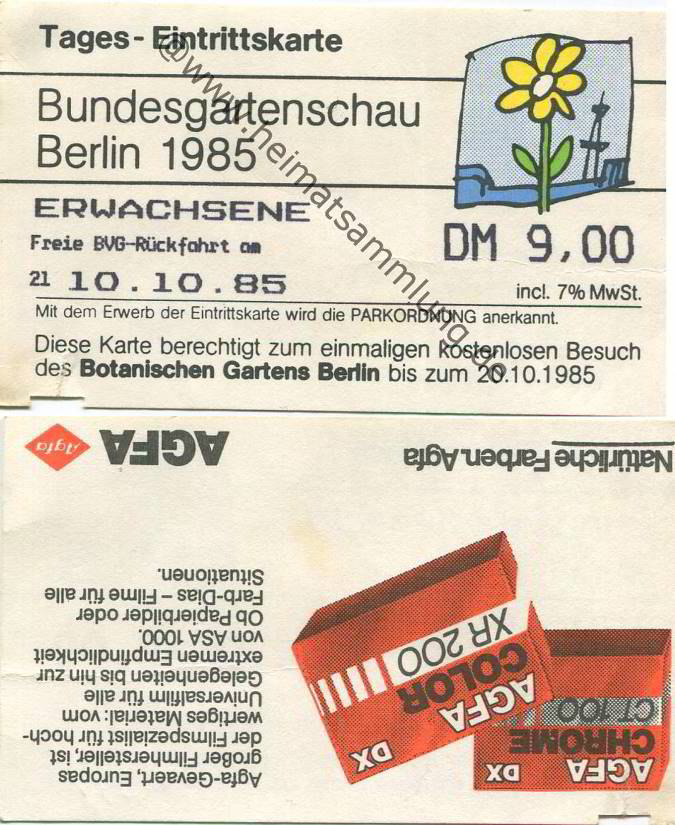 Tages-Eintrittskarte
Bundesgartenschau
Berlin 1985
ERWACHSENE
Freie BVG-Rückfahrt am
DM 9,00
21 10.10.85
incl. 7% MwSt.
Mit dem Erwerb der Eintrittskarte wird die PARKORDNUNG anerkannt.
Diese Karte berechtigt zum einmaligen kostenlosen Besuch
des Botanischen Gartens Berlin bis zum 20.10.1985
@www.heimatsammlung.de
Agfa-Gevaert, Europas
großer Filmhersteller, ist
der Spezialist für hoch-
wertiges Material: vom
Universalfilm für alle
Gelegenheiten bis hin zur
extremen Empfindlichkeit
von ASA 1000.
Ob Papierbilder oder
Farb-Dias – Filme für alle
Situationen.
AGFA DX
CHROME
CT 100
AGFA DX
COLOR
XR 200
Natürliche Farben. Agfa
AGFA
Agfa